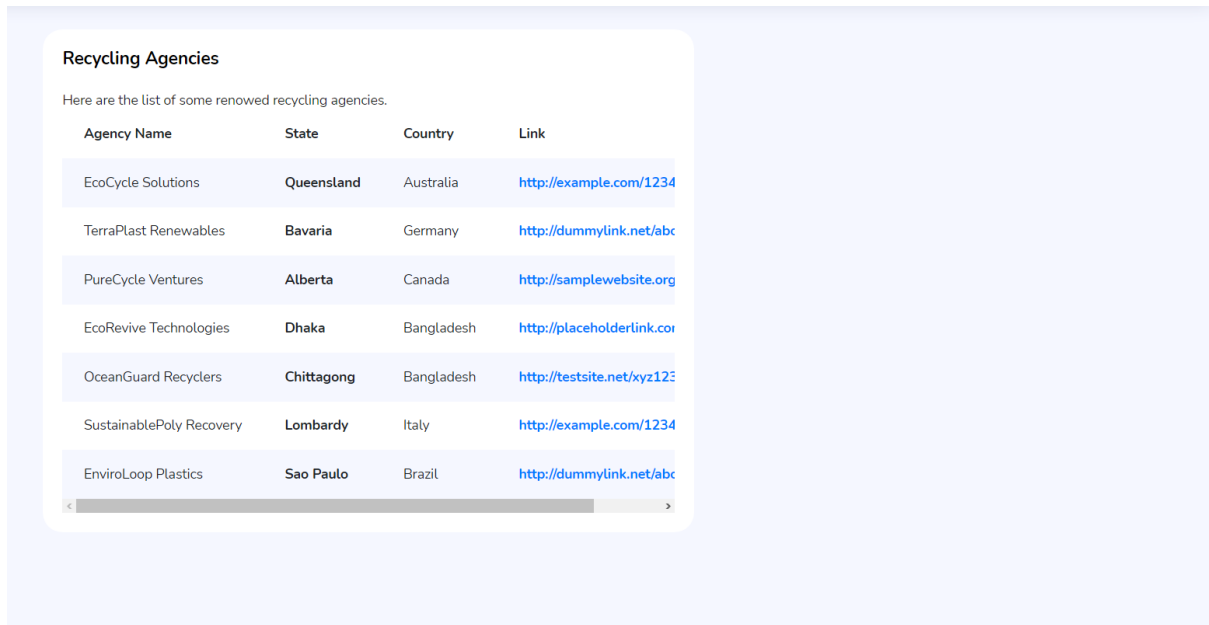 Recycling Agencies
Here are the list of some renowed recycling agencies.
Agency Name State Country Link
EcoCycle Solutions Queensland Australia http://example.com/1234
TerraPlast Renewables Bavaria Germany http://dummylink.net/abc
PureCycle Ventures Alberta Canada http://samplewebsite.org
EcoRevive Technologies Dhaka Bangladesh http://placeholderlink.com
OceanGuard Recyclers Chittagong Bangladesh http://testsite.net/xyz123
SustainablePoly Recovery Lombardy Italy http://example.com/1234
EnviroLoop Plastics Sao Paulo Brazil http://dummylink.net/abc